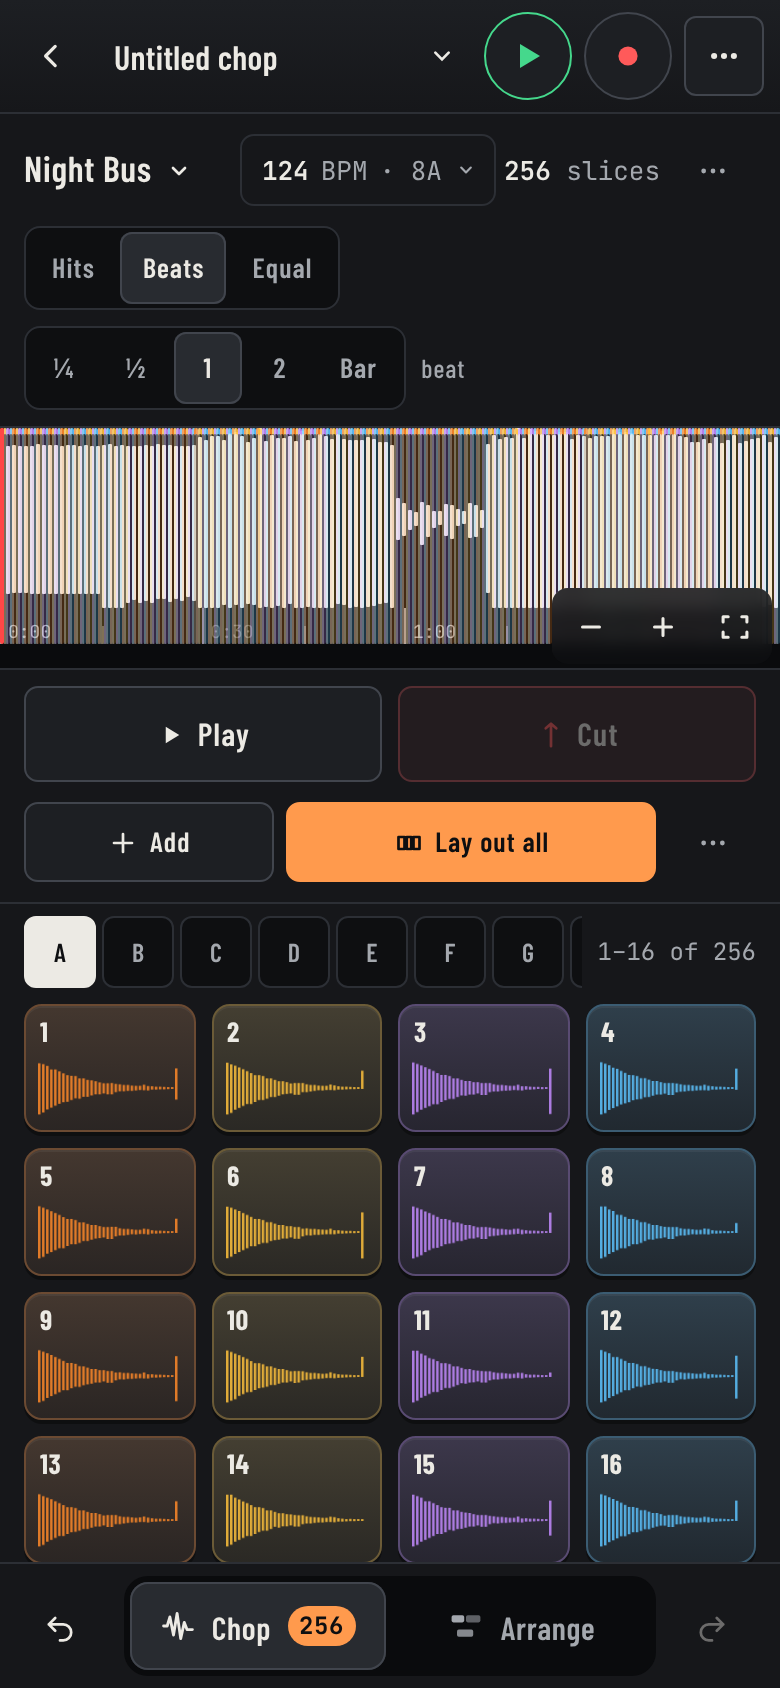 Untitled chop
Night Bus
124 BPM · 8A
256 slices
Hits Beats Equal
¼ ½ 1 2 Bar beat
0:00 0:30 1:00
Play
Cut
Add
Lay out all
A B C D E F G
1–16 of 256
1 2 3 4
5 6 7 8
9 10 11 12
13 14 15 16
Chop 256
Arrange